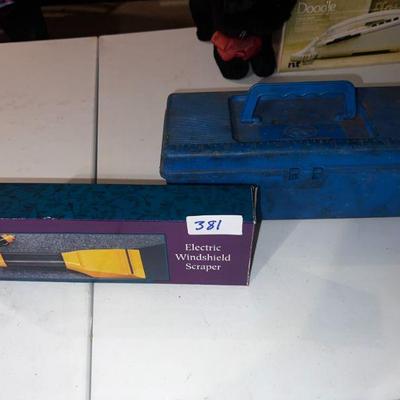 Doodle
381
Electric
Windshield
Scraper